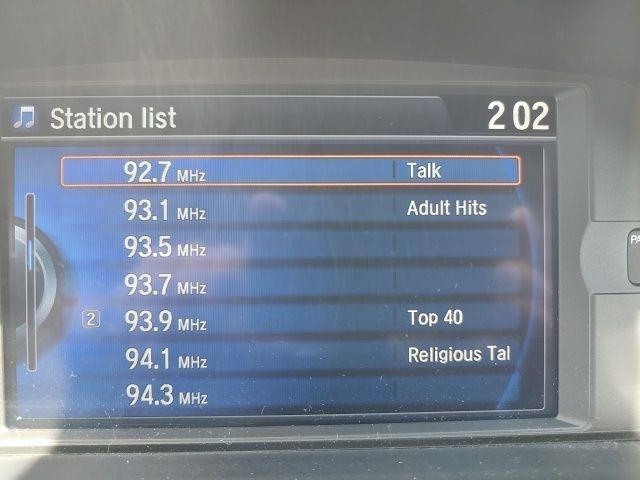 Station list 2 02
92.7 MHz Talk
93.1 MHz Adult Hits
93.5 MHz
93.7 MHz
2 93.9 MHz Top 40
94.1 MHz Religious Tal
94.3 MHz
PA